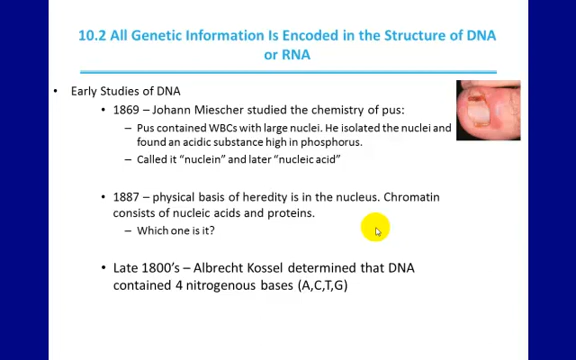 10.2 All Genetic Information Is Encoded in the Structure of DNA
or RNA
• Early Studies of DNA
• 1869 – Johann Miescher studied the chemistry of pus:
– Pus contained WBCs with large nuclei. He isolated the nuclei and
found an acidic substance high in phosphorus.
– Called it “nuclein” and later “nucleic acid”
• 1887 – physical basis of heredity is in the nucleus. Chromatin
consists of nucleic acids and proteins.
– Which one is it?
• Late 1800's – Albrecht Kossel determined that DNA
contained 4 nitrogenous bases (A,C,T,G)